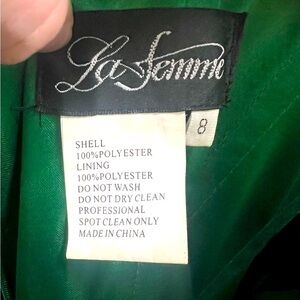 La Femme
8
SHELL
100%POLYESTER
LINING
100%POLYESTER
DO NOT WASH
DO NOT DRY CLEAN
PROFESSIONAL
SPOT CLEAN ONLY
MADE IN CHINA